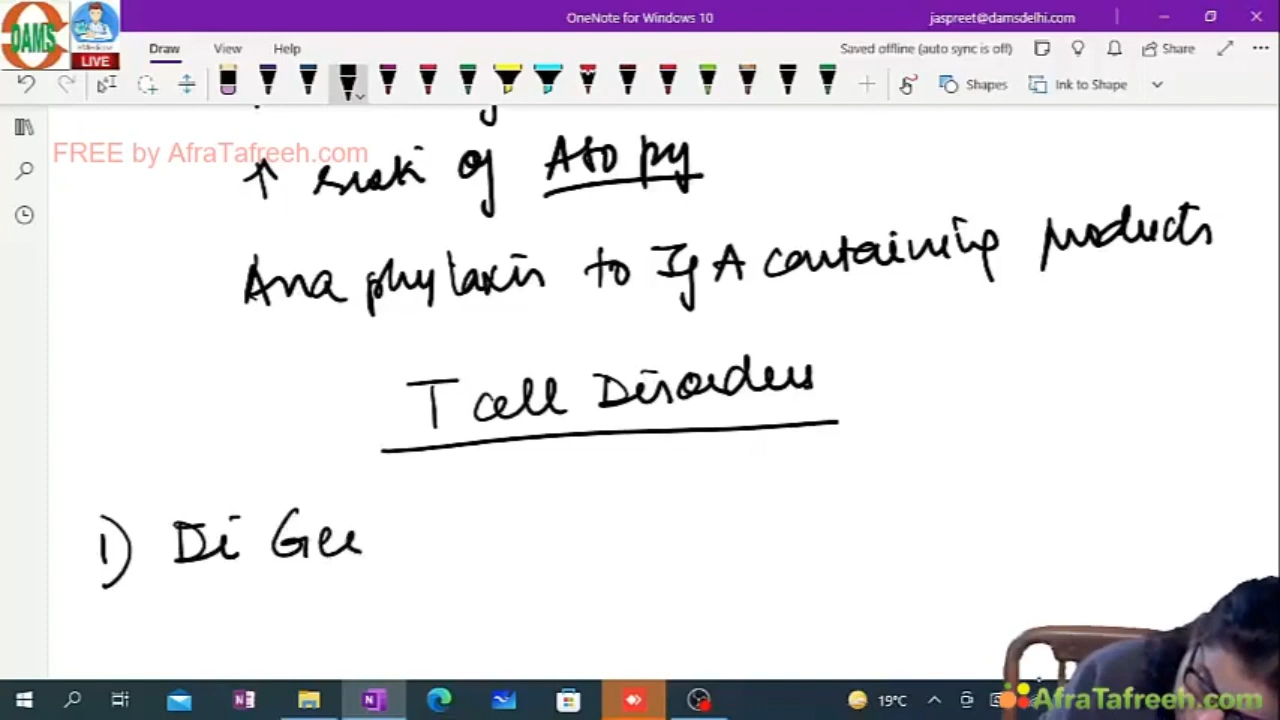 OneNote for Windows 10
jaspreet@damsdelhi.com
DAMS
LIVE
Draw
View
Help
Saved offline (auto sync is off)
Share
Shapes
Ink to Shape
FREE by AfraTafreeh.com
↑ risk of Atopy
Anaphylaxis to IgA containing products
T cell Disorders
1) Di Geo
19°C
AfraTafreeh.com